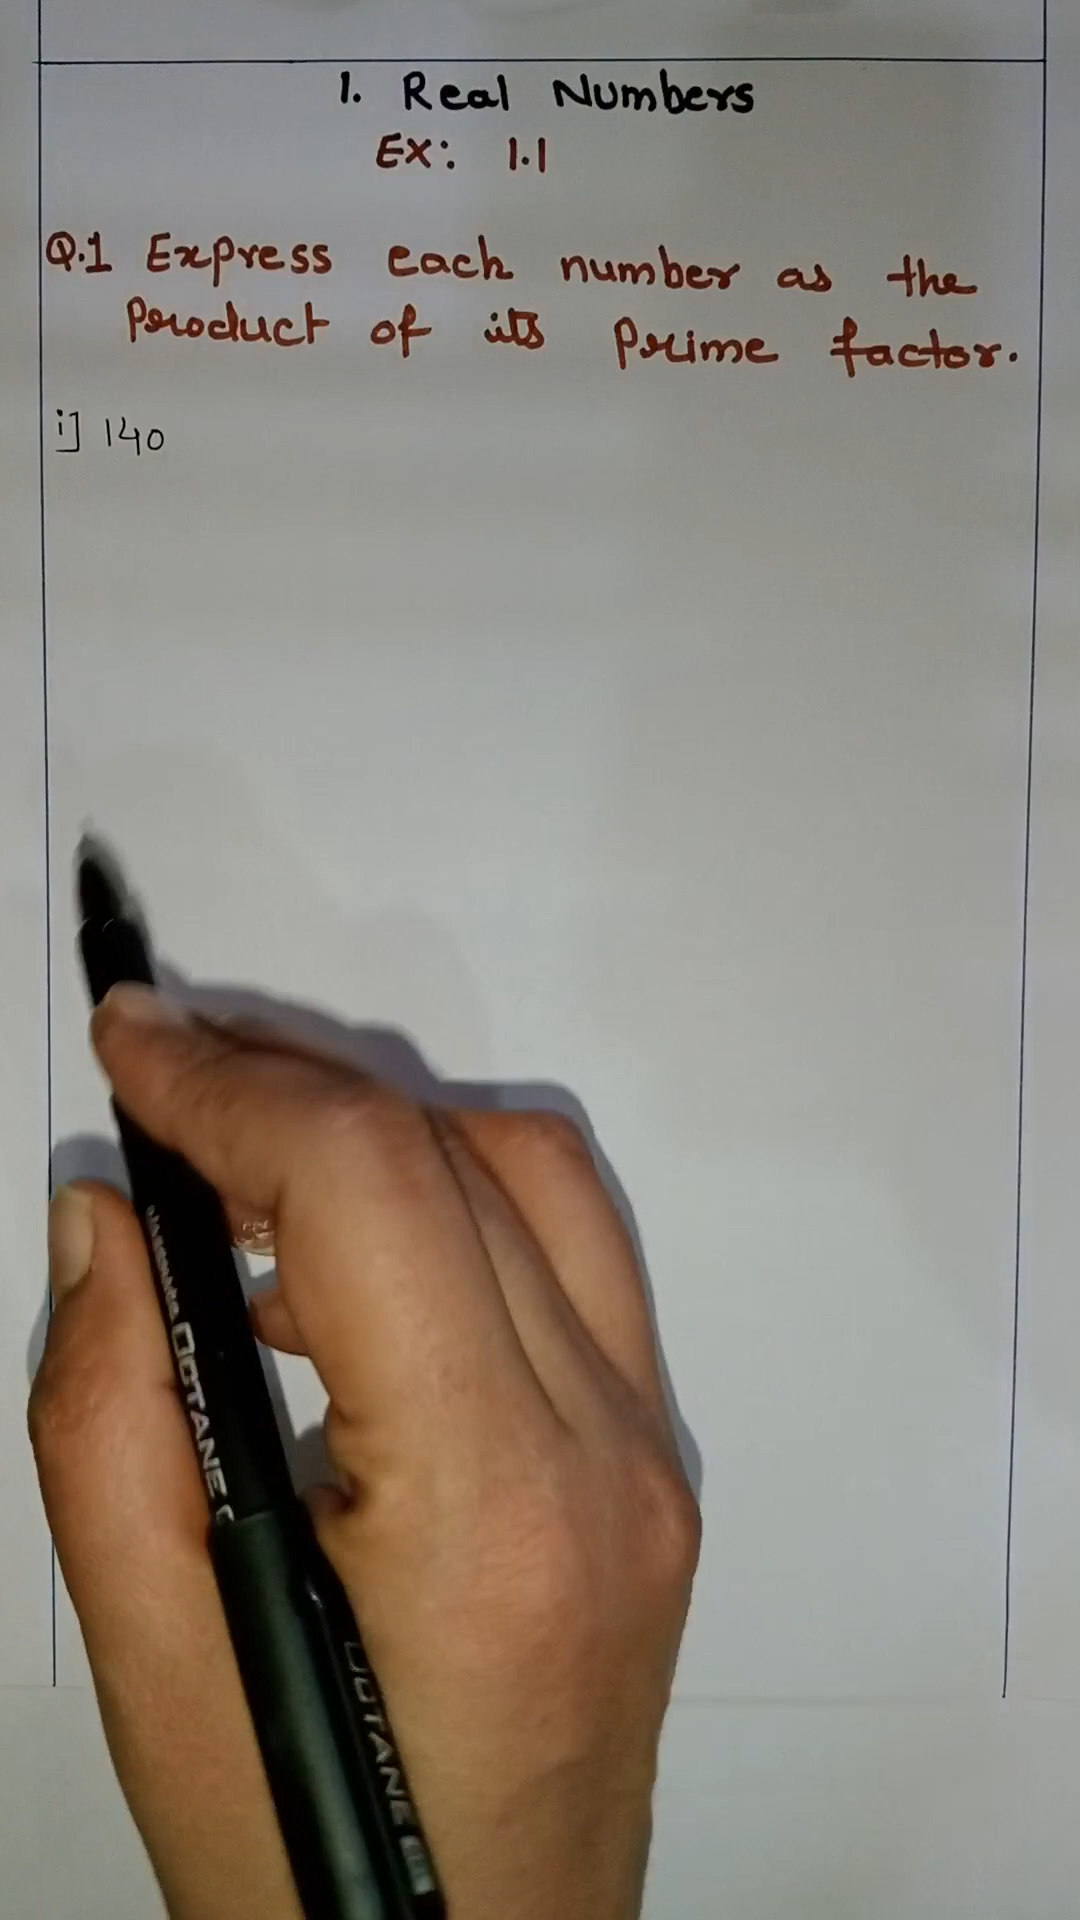 1. Real Numbers
EX: 1.1
Q.1 Express each number as the
Product of its Prime factor.
i] 140
OCTANE
OCTANE